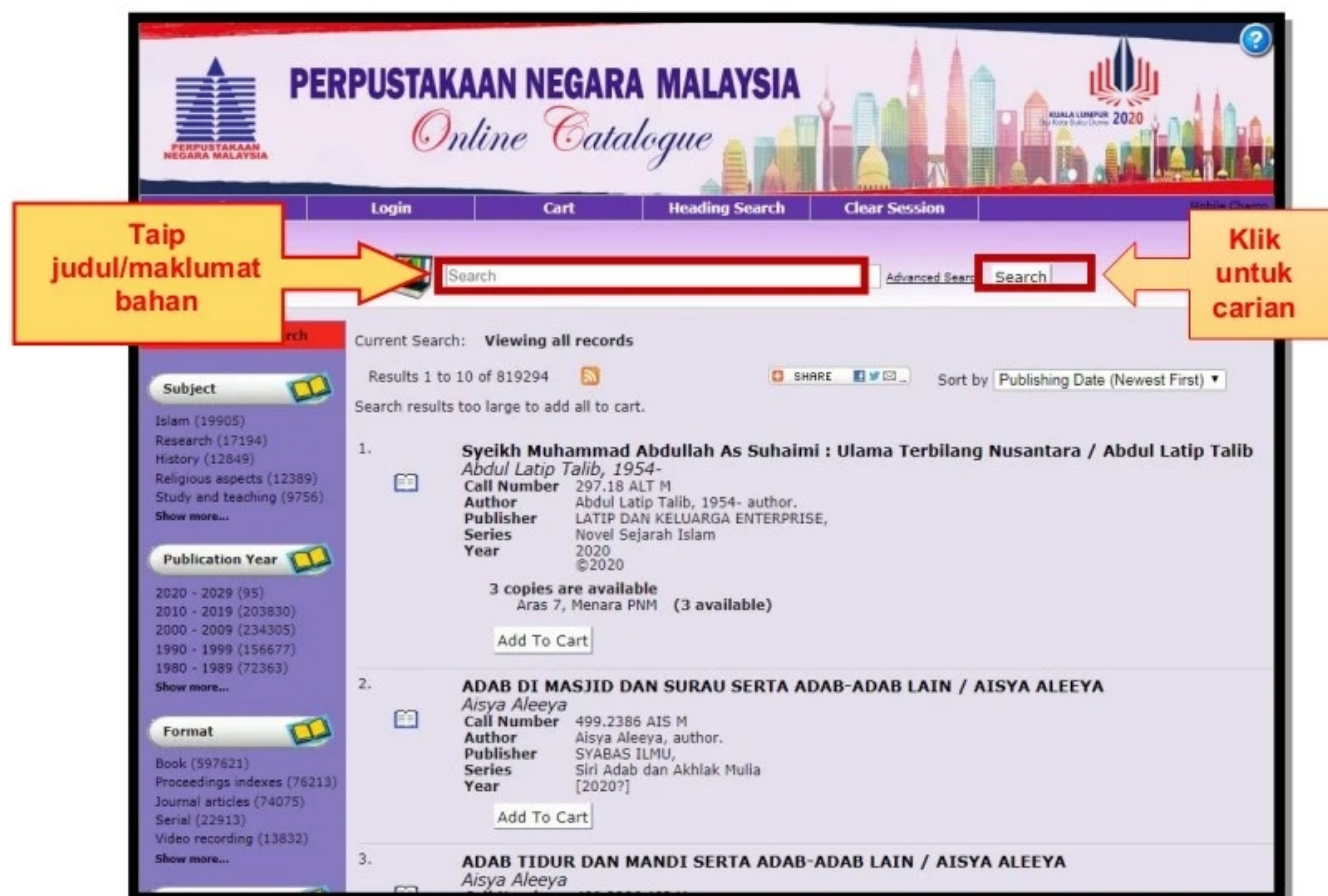 PERPUSTAKAAN NEGARA MALAYSIA
Online Catalogue
PERPUSTAKAAN
NEGARA MALAYSIA
KUALA LUMPUR
Ibu Kota Buku Dunia 2020
?
Login Cart Heading Search Clear Session
Taip
judul/maklumat
bahan
Search
Advanced Searc
Search
Klik
untuk
carian
rch
Current Search: Viewing all records
Results 1 to 10 of 819294
SHARE
Sort by Publishing Date (Newest First)
Search results too large to add all to cart.
Subject
Islam (19905)
Research (17194)
History (12849)
Religious aspects (12389)
Study and teaching (9756)
Show more...
Publication Year
2020 - 2029 (95)
2010 - 2019 (203830)
2000 - 2009 (234305)
1990 - 1999 (156677)
1980 - 1989 (72363)
Show more...
Format
Book (597621)
Proceedings indexes (76213)
Journal articles (74075)
Serial (22913)
Video recording (13832)
Show more...
1. Syeikh Muhammad Abdullah As Suhaimi : Ulama Terbilang Nusantara / Abdul Latip Talib
Abdul Latip Talib, 1954-
Call Number 297.18 ALT M
Author Abdul Latip Talib, 1954- author.
Publisher LATIP DAN KELUARGA ENTERPRISE,
Series Novel Sejarah Islam
Year 2020
©2020
3 copies are available
Aras 7, Menara PNM (3 available)
Add To Cart
2. ADAB DI MASJID DAN SURAU SERTA ADAB-ADAB LAIN / AISYA ALEEYA
Aisya Aleeya
Call Number 499.2386 AIS M
Author Aisya Aleeya, author.
Publisher SYABAS ILMU,
Series Siri Adab dan Akhlak Mulia
Year [2020?]
Add To Cart
3. ADAB TIDUR DAN MANDI SERTA ADAB-ADAB LAIN / AISYA ALEEYA
Aisya Aleeya